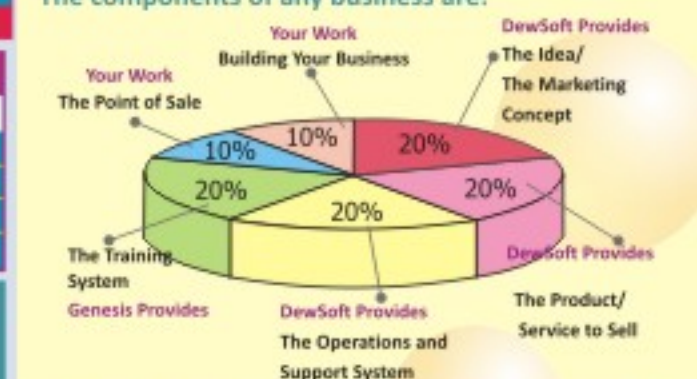 The components of any business are:
Your Work
Building Your Business
DewSoft Provides
The Idea/
The Marketing
Concept
Your Work
The Point of Sale
10%
10%
20%
20%
20%
20%
The Training
System
Genesis Provides
DewSoft Provides
The Operations and
Support System
DewSoft Provides
The Product/
Service to Sell